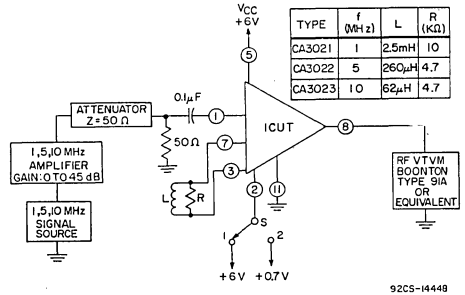 VCC
+6V
TYPE f (MHz) L R (KΩ)
CA3021 1 2.5mH 10
CA3022 5 260μH 4.7
CA3023 10 62μH 4.7
5
0.1μF
ATTENUATOR
Z=50Ω
1
50Ω
ICUT
8
7
3
L R
2
11
1,5,10 MHz
AMPLIFIER
GAIN: 0 TO 45 dB
1,5,10 MHz
SIGNAL
SOURCE
RF VTVM
BOONTON
TYPE 91A
OR
EQUIVALENT
S
1 2
+6V +0.7V
92CS-14448